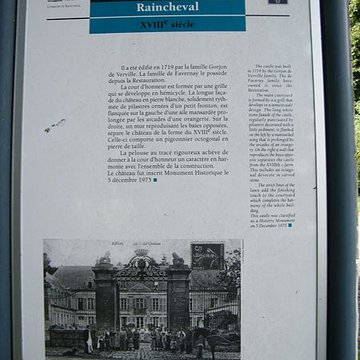 Raincheval
XVIIIe siècle
Il a été édifié en 1719 par la famille Gorjon
de Verville. La famille de Favernay le possède
depuis la Restauration.
La cour d'honneur est formée par une grille
qui se développe en hémicycle. La longue faça-
de du château en pierre blanche, solidement ryth-
mée de pilastres ornées d'un petit fronton, est
flanquée sur la gauche d'une aile mansardée pro-
longée par les arcades d'une orangerie. Sur la
droite, un mur reproduisant les baies opposées,
sépare le château de la ferme du XVIIIe siècle.
Celle-ci comporte un pigeonnier octogonal en
pierre de taille.
La pelouse au tracé rigoureux achève de
donner à la cour d'honneur un caractère en har-
monie avec l'ensemble de la construction.
Le château fut inscrit Monument Historique le
5 décembre 1975
The castle was built
in 1719 by the Gorjon de
Verville family. The de
Favernay family have
owned it since the
Restoration.
The main courtyard
is formed by a grill that
develops in a semicircular
design. The long white
stone facade of the castle,
regularly punctuated by
pilasters decorated with a
little pediment, is flanked
on the left by a mansarded
wing that is prolonged by
the arcades of an orange-
ry. On the right a wall that
reproduces the bays oppo-
site separates the castle
from the XVIIIth c farm.
This includes an octago-
nal dovecote in carved
stone.
The strict lines of the
lawn add the finishing
touch to the courtyard
which completes the har-
mony of the whole buil-
ding.
This castle was classified
as a Historic Monument
on 5 December 1975